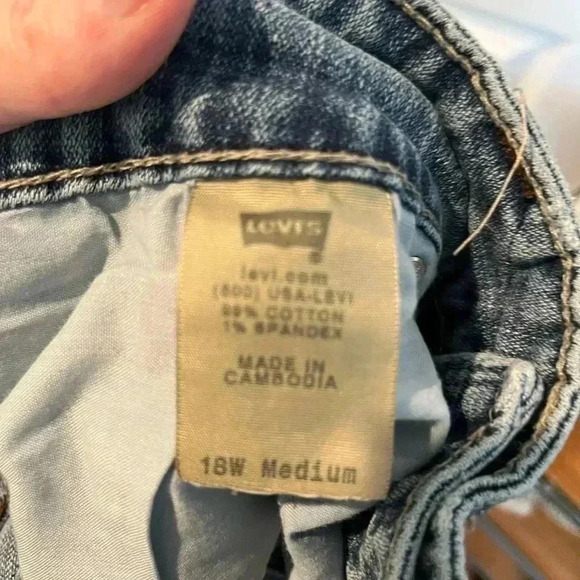 LEVI'S
®
levi.com
(800) USA-LEVI
99% COTTON
1% SPANDEX
MADE IN
CAMBODIA
18W Medium